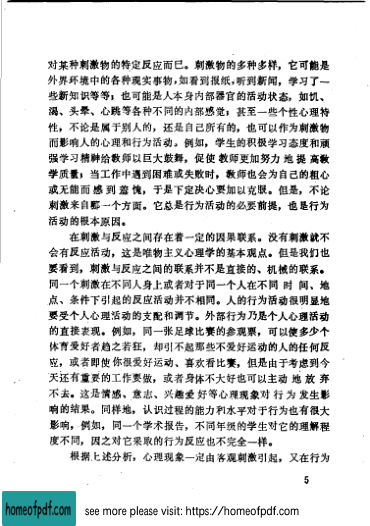 对某种刺激物的特定反应而已。刺激物的多种多样，它可能是
外界环境中的各种现实事物，如看到报纸，听到新闻，学习了一
些新知识等等；也可能是人本身内部器官的活动状态，如饥、
渴、头晕、心跳等各种不同的内部感觉；甚至一些个性心理特
性，不论是属于别人的，还是自己所有的，也可以作为刺激物
而影响人的心理和行为活动。例如，学生的积极学习态度和顽
强学习精神给教师以巨大鼓舞，促使教师更加努力地提高教
学质量；当工作中遇到困难或失败时，教师也会为自己的粗心
或无能而感到羞愧，于是下定决心要加以克服。但是，不论
刺激来自哪一个方面。它总是行为活动的必要前提，也是行为
活动的根本原因。
在刺激与反应之间存在着一定的因果联系。没有刺激就不
会有反应活动，这是唯物主义心理学的基本观点。但是我们也
要看到，刺激与反应之间的联系并不是直接的、机械的联系。
同一个刺激在不同人身上或者对于同一个人在不同时间、地
点、条件下引起的反应活动并不相同。人的行为活动很明显地
要受个人心理活动的支配和调节。外部行为乃是个人心理活动
的直接表现。例如，同一张足球比赛的参观票，可以使多少个
体育爱好者趋之若狂，却引不起那些不爱好运动的人的任何反
应，或者即使你很爱好运动、喜欢看比赛，但是由于考虑到今
天还有重要的工作要做，或者身体不大好也可以主动地放弃
不去。这是情感、意志、兴趣爱好等心理现象对行为发生影
响的结果。同样地，认识过程的能力和水平对于行为也有很大
影响，例如，同一个学术报告，不同年级的学生对它的理解程
度不同，因之对它采取的行为反应也不完全一样。
根据上述分析，心理现象一定由客观刺激引起，又在行为
5
homeofpdf.com
see more please visit: https://homeofpdf.com